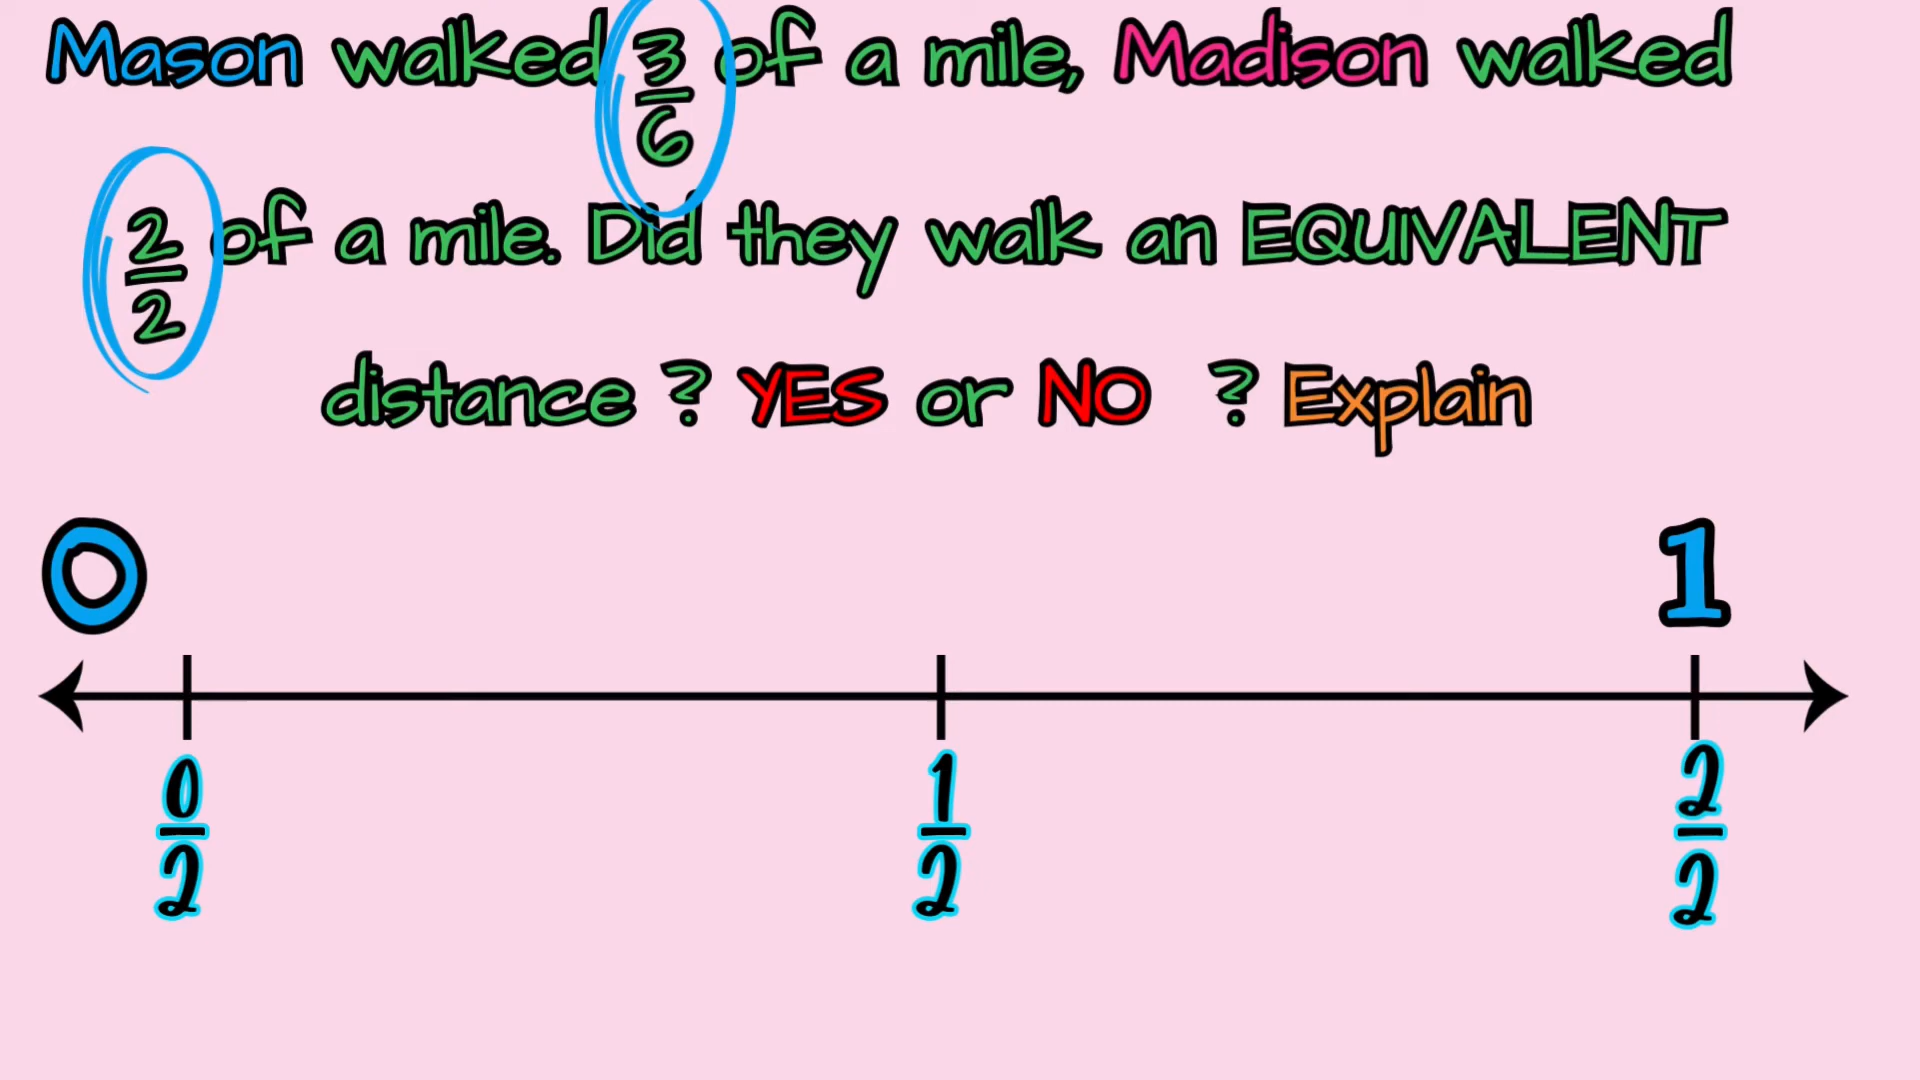 Mason walked 3/6 of a mile, Madison walked
2/2 of a mile. Did they walk an EQUIVALENT
distance ? YES or NO ? Explain
0 1
0/2 1/2 2/2